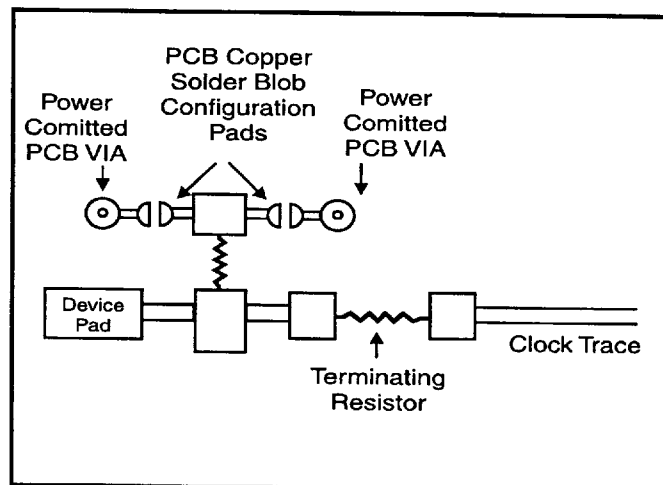 PCB Copper
Solder Blob
Configuration
Pads
Power
Comitted
PCB VIA
Power
Comitted
PCB VIA
Device
Pad
Clock Trace
Terminating
Resistor